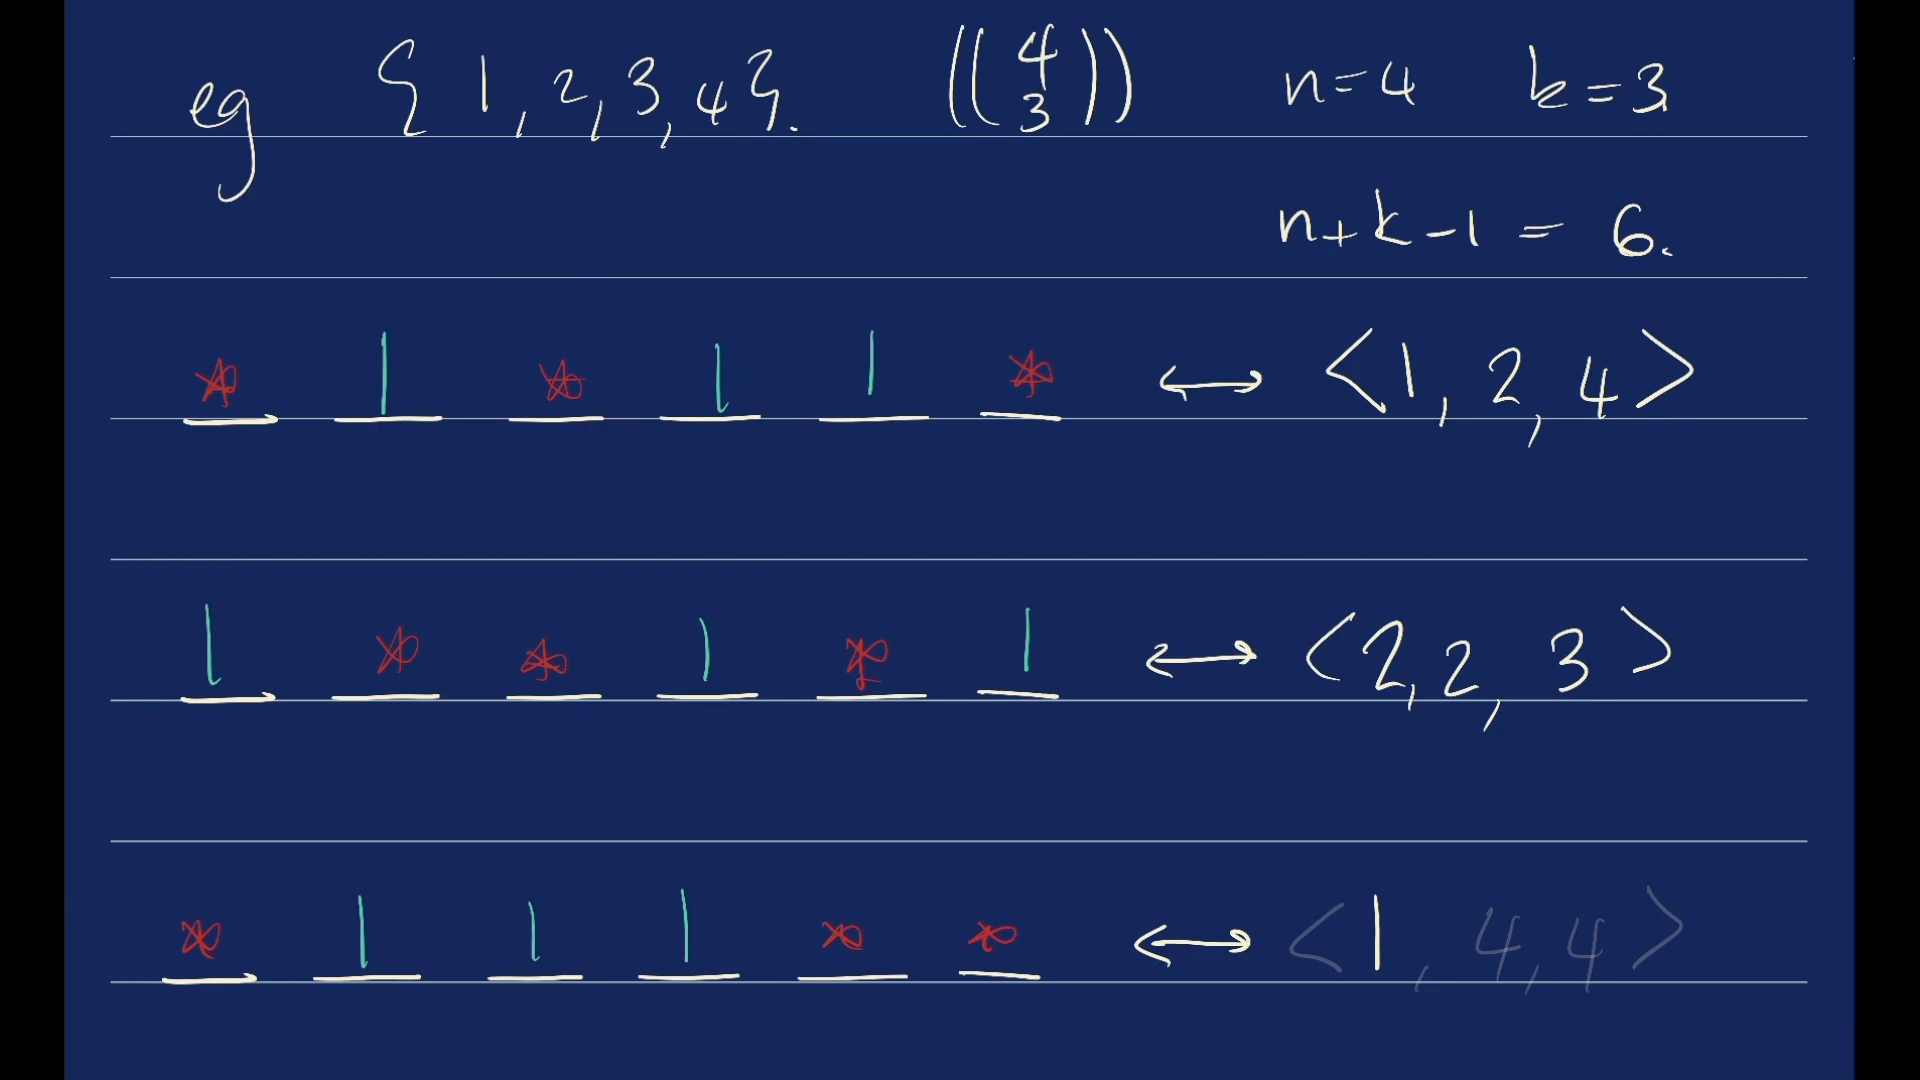 eg { 1, 2, 3, 4 }. ((4 3)) n=4 k=3
n+k-1 = 6.
* | * | | * ↔ <1, 2, 4>
| * * | * | ↔ <2, 2, 3>
* | | | * * ↔ <1, 4, 4>